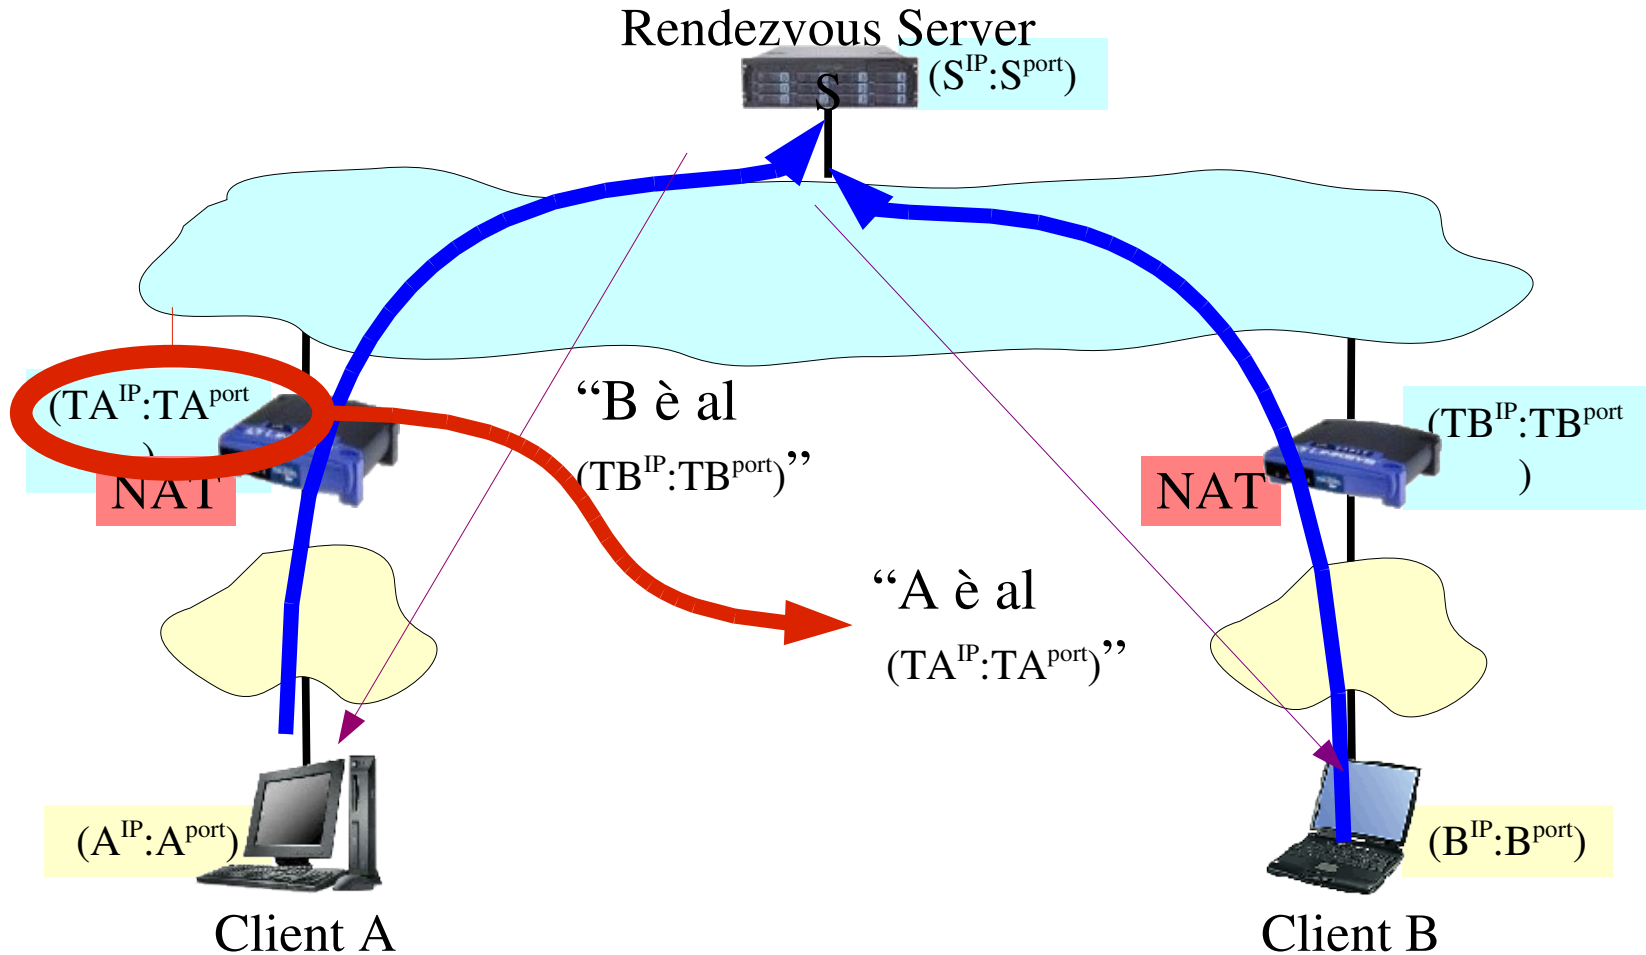 Rendezvous Server
S
(S^IP:S^port)
(TA^IP:TA^port
)
NAT
“B è al
(TB^IP:TB^port)”
“A è al
(TA^IP:TA^port)”
NAT
(TB^IP:TB^port
)
(A^IP:A^port)
Client A
(B^IP:B^port)
Client B